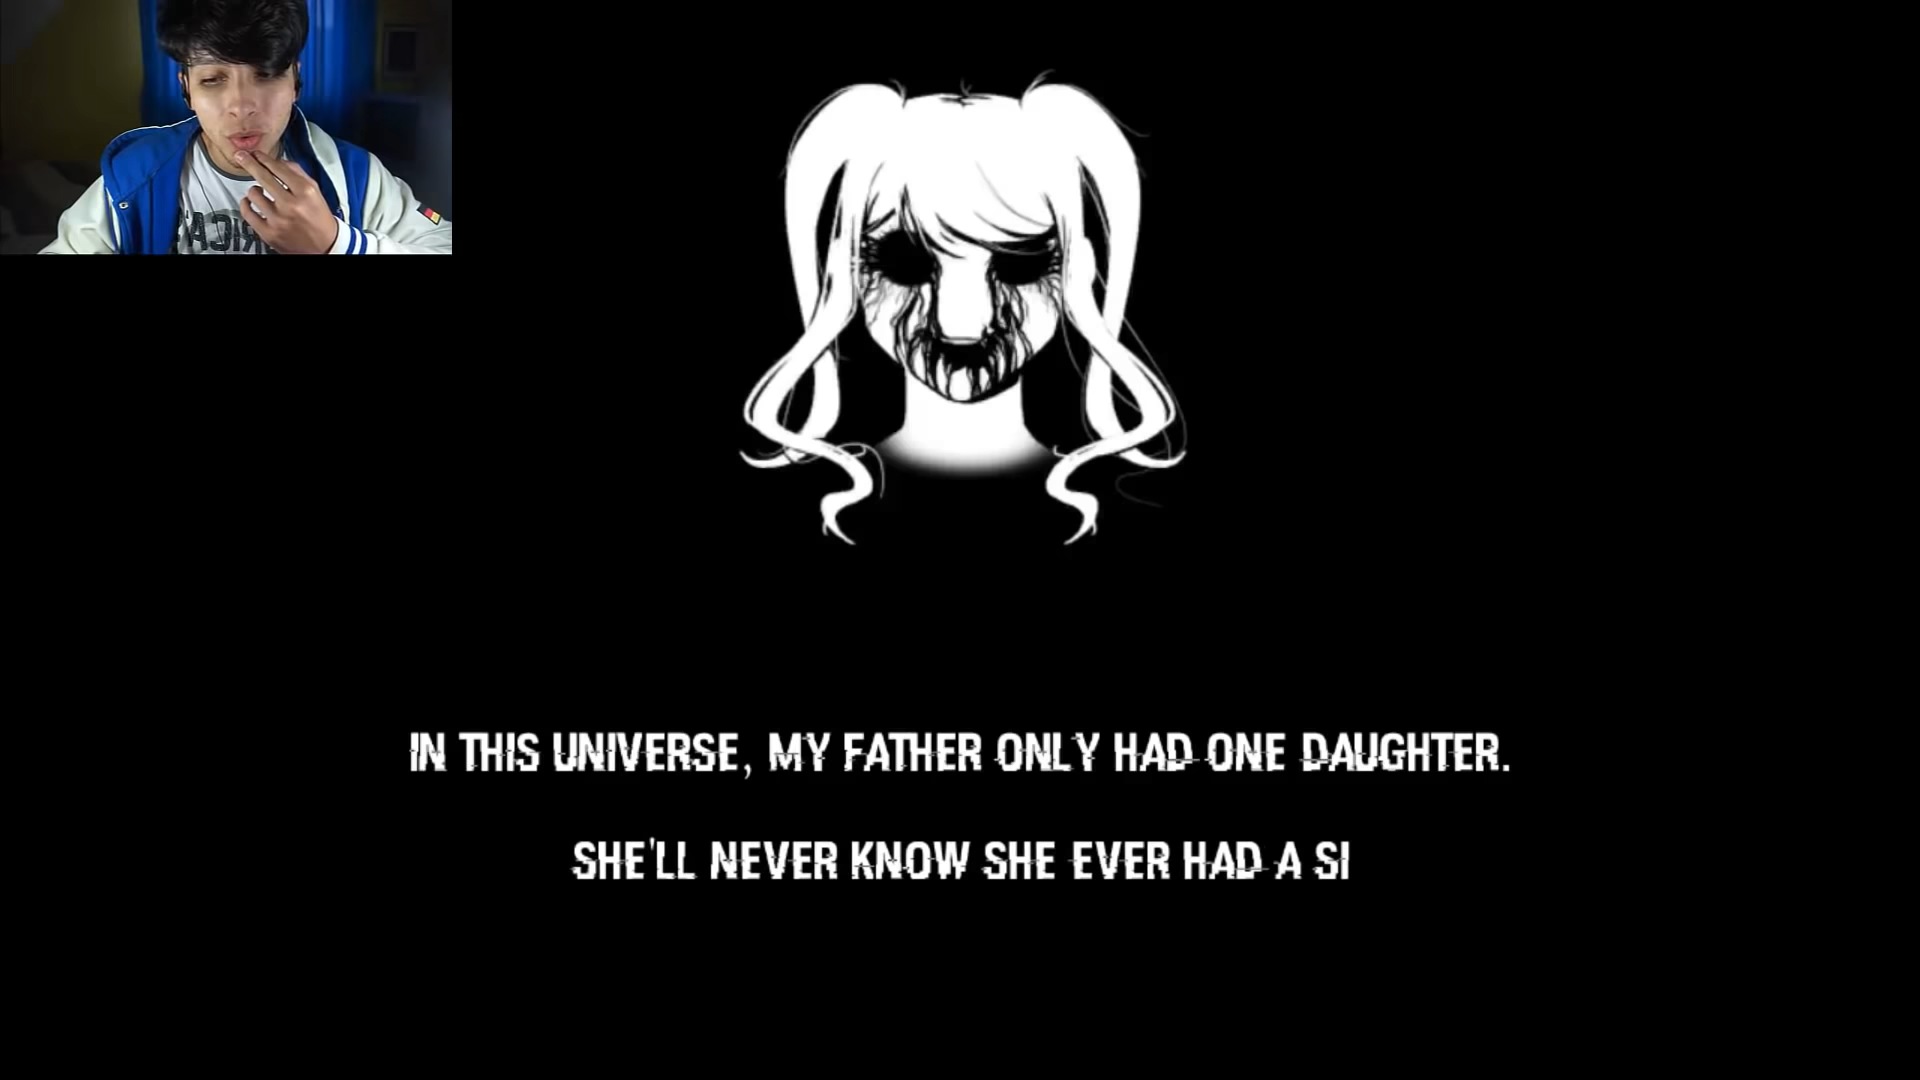 IN THIS UNIVERSE, MY FATHER ONLY HAD ONE DAUGHTER.
SHE'LL NEVER KNOW SHE EVER HAD A SI